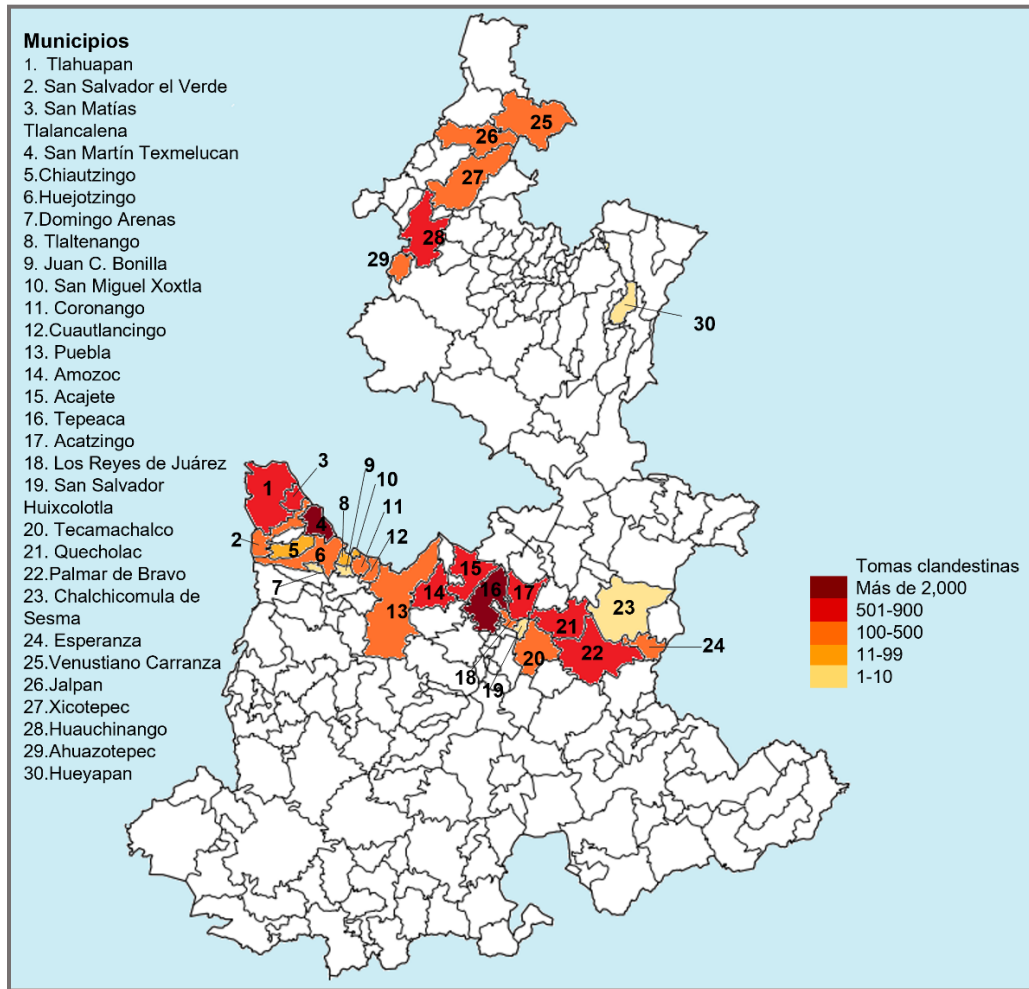 Municipios
1. Tlahuapan
2. San Salvador el Verde
3. San Matías
Tlalancalena
4. San Martín Texmelucan
5.Chiautzingo
6.Huejotzingo
7.Domingo Arenas
8. Tlaltenango
9. Juan C. Bonilla
10. San Miguel Xoxtla
11. Coronango
12.Cuautlancingo
13. Puebla
14. Amozoc
15. Acajete
16. Tepeaca
17. Acatzingo
18. Los Reyes de Juárez
19. San Salvador
Huixcolotla
20. Tecamachalco
21. Quecholac
22.Palmar de Bravo
23. Chalchicomula de
Sesma
24. Esperanza
25.Venustiano Carranza
26. Jalpan
27.Xicotepec
28.Huauchinango
29.Ahuazotepec
30.Hueyapan
25
26
27
28
29
30
1
3
9
10
11
12
8
2
4
5
6
7
13
14
15
16
17
18
19
20
21
22
23
24
Tomas clandestinas
Más de 2,000
501-900
100-500
11-99
1-10